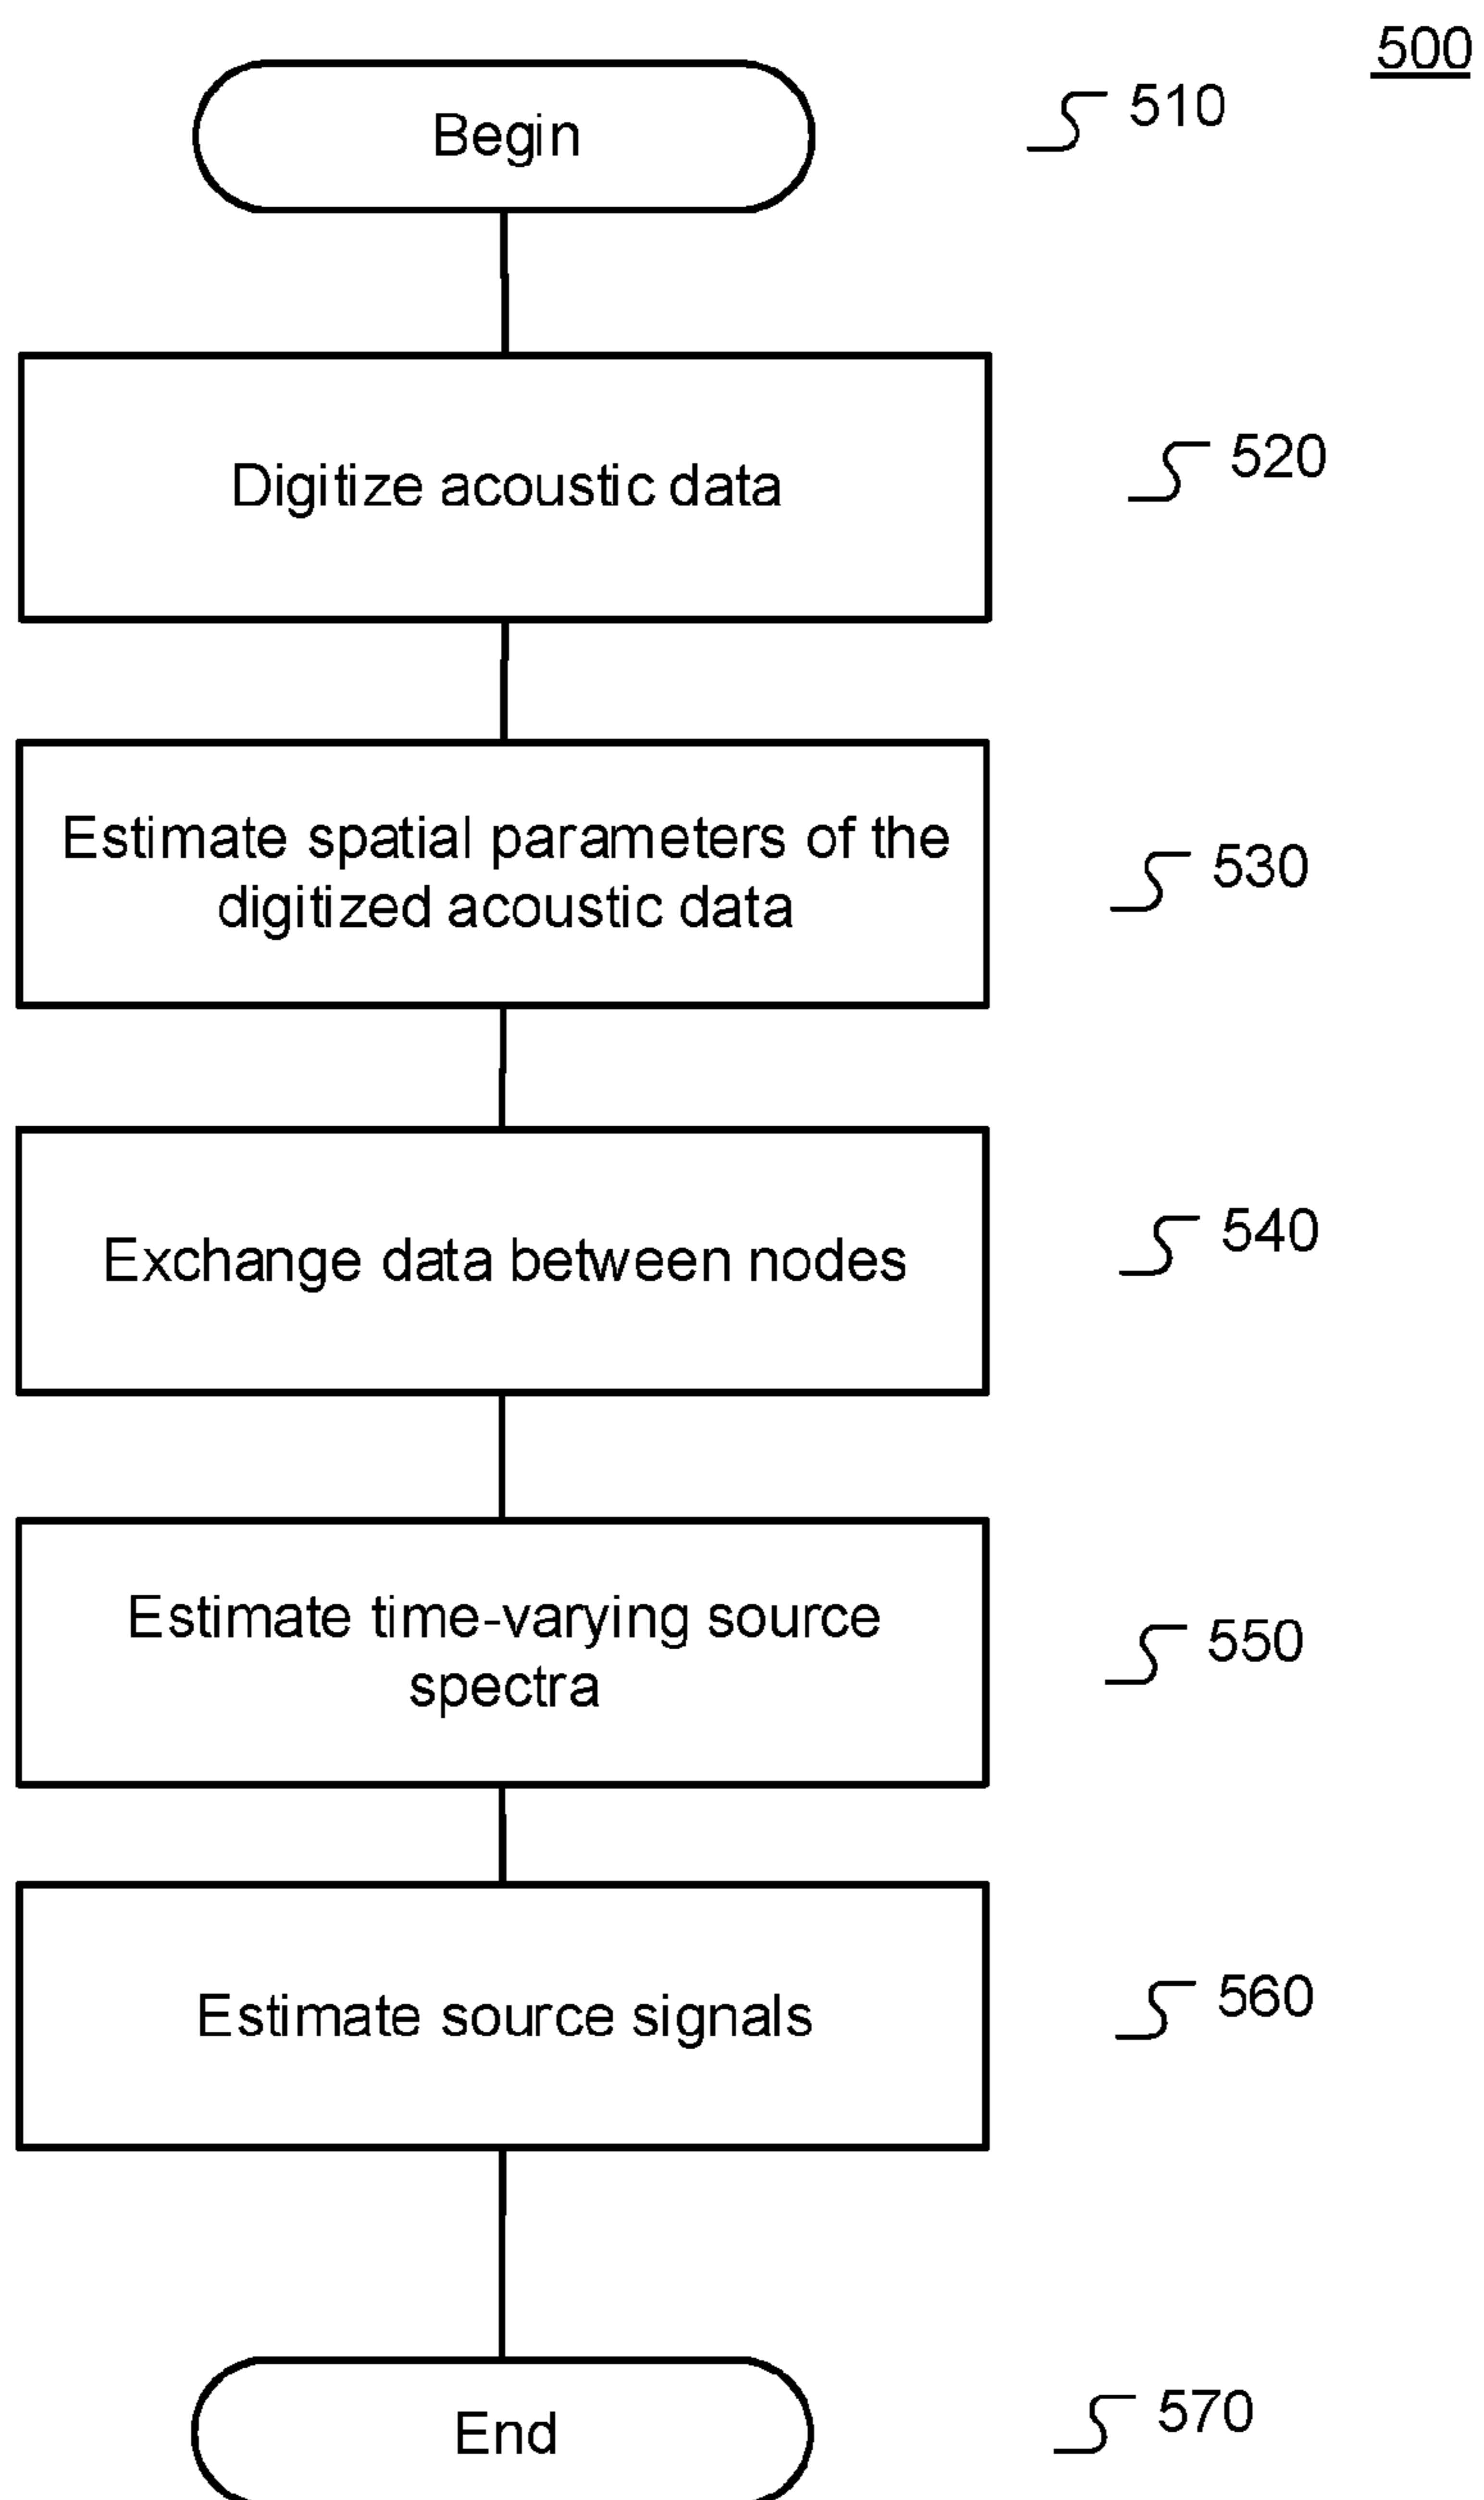 500
Begin
510
Digitize acoustic data
520
Estimate spatial parameters of the
digitized acoustic data
530
Exchange data between nodes
540
Estimate time-varying source
spectra
550
Estimate source signals
560
End
570